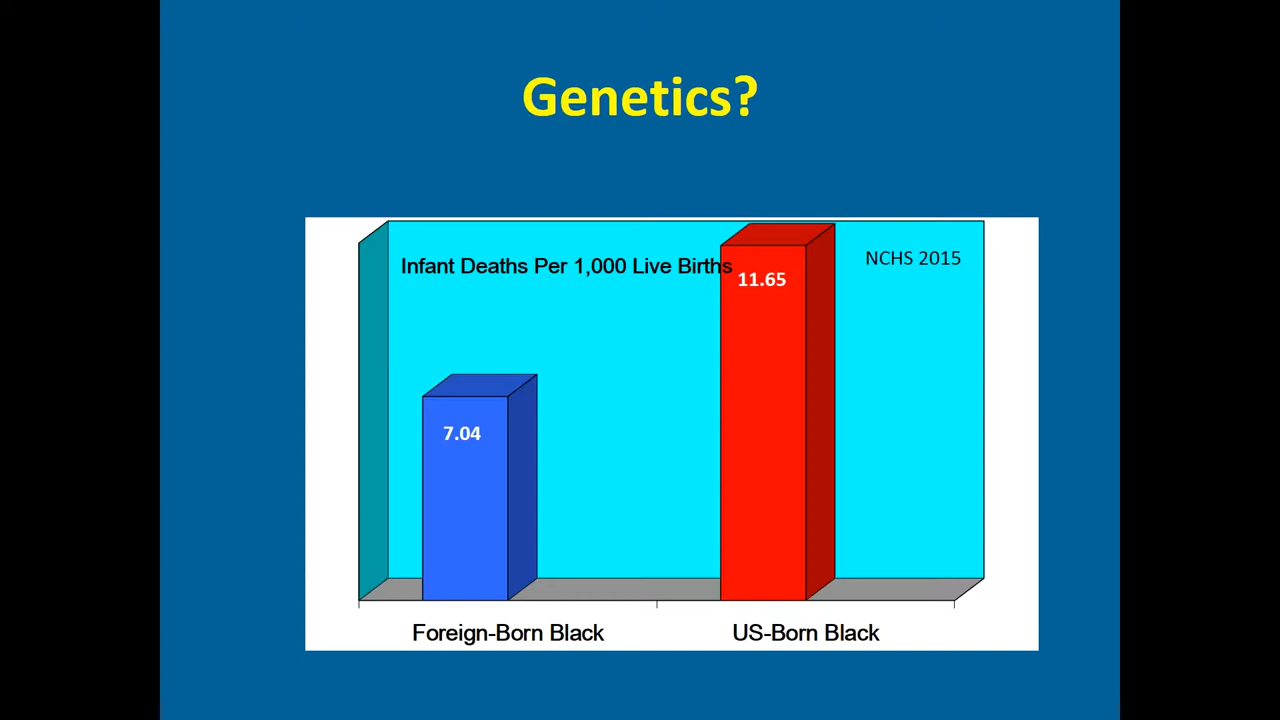 Genetics?
Infant Deaths Per 1,000 Live Births
NCHS 2015
11.65
7.04
Foreign-Born Black
US-Born Black